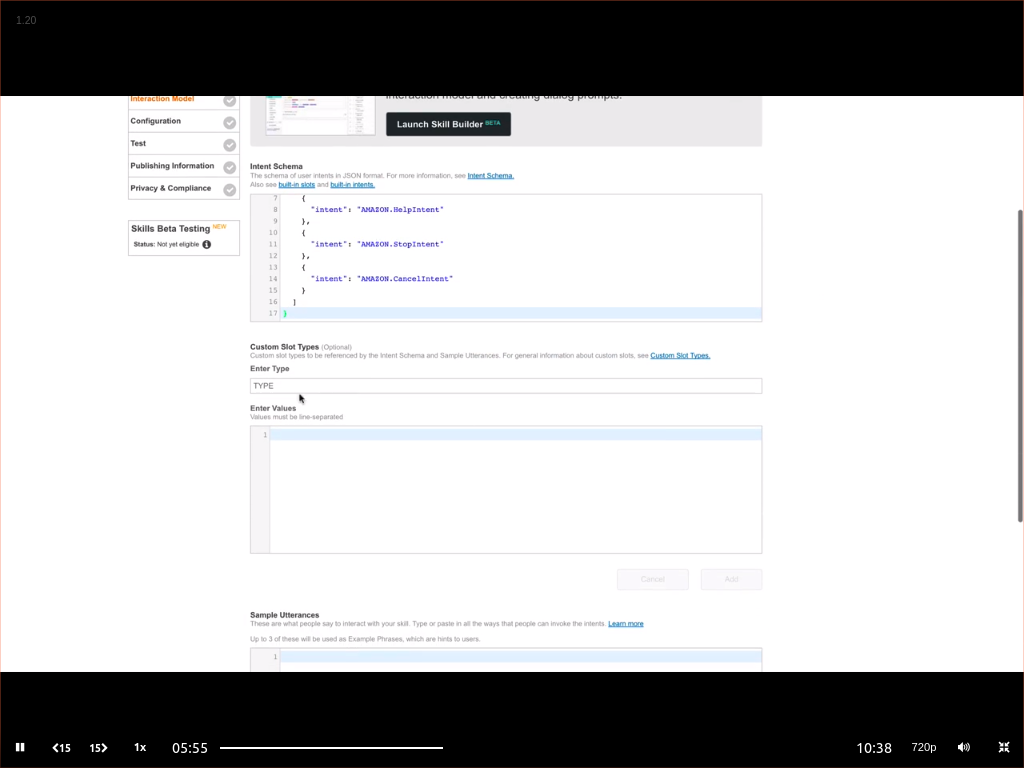 1.20
Interaction Model
interaction model and creating dialog prompts.
Configuration
Launch Skill Builder BETA
Test
Publishing Information
Privacy & Compliance
Intent Schema
The schema of user intents in JSON format. For more information, see Intent Schema.
Also see built-in slots and built-in intents.
Skills Beta Testing NEW
Status: Not yet eligible
7 {
8 "intent": "AMAZON.HelpIntent"
9 },
10 {
11 "intent": "AMAZON.StopIntent"
12 },
13 {
14 "intent": "AMAZON.CancelIntent"
15 }
16 ]
17 }
Custom Slot Types (Optional)
Custom slot types to be referenced by the Intent Schema and Sample Utterances. For general information about custom slots, see Custom Slot Types.
Enter Type
TYPE
Enter Values
Values must be line-separated
1
Cancel Add
Sample Utterances
These are what people say to interact with your skill. Type or paste in all the ways that people can invoke the intents. Learn more
Up to 3 of these will be used as Example Phrases, which are hints to users.
1
15 15 1x 05:55 10:38 720p